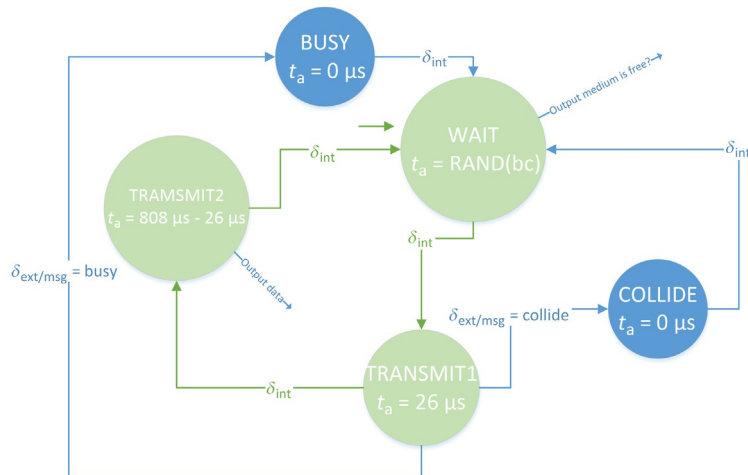 BUSY
tₐ = 0 μs
δint
Output medium is free?
WAIT
tₐ = RAND(bc)
δint
δint
TRAMSMIT2
tₐ = 808 μs - 26 μs
δint
Output data
δext/msg = busy
COLLIDE
tₐ = 0 μs
δext/msg = collide
TRANSMIT1
tₐ = 26 μs
δint